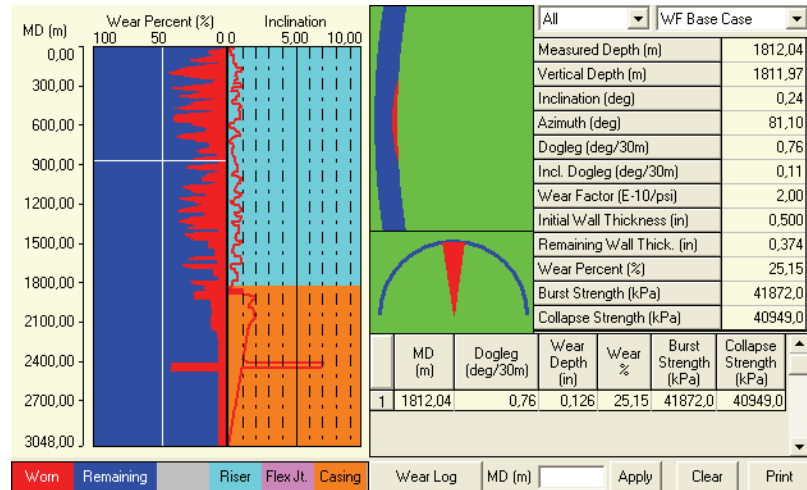 MD (m) Wear Percent (%) Inclination
100 50 0 0 5,00 10,00
0,00
300,00
600,00
900,00
1200,00
1500,00
1800,00
2100,00
2400,00
2700,00
3048,00
Worn Remaining Riser Flex Jt. Casing
All WF Base Case
Measured Depth (m) 1812,04
Vertical Depth (m) 1811,97
Inclination (deg) 0,24
Azimuth (deg) 81,10
Dogleg (deg/30m) 0,76
Incl. Dogleg (deg/30m) 0,11
Wear Factor (E-10/psi) 2,00
Initial Wall Thickness (in) 0,500
Remaining Wall Thick. (in) 0,374
Wear Percent (%) 25,15
Burst Strength (kPa) 41872,0
Collapse Strength (kPa) 40949,0
MD (m) Dogleg (deg/30m) Wear Depth (in) Wear % Burst Strength (kPa) Collapse Strength (kPa)
1 1812,04 0,76 0,126 25,15 41872,0 40949,0
Wear Log MD (m) Apply Clear Print